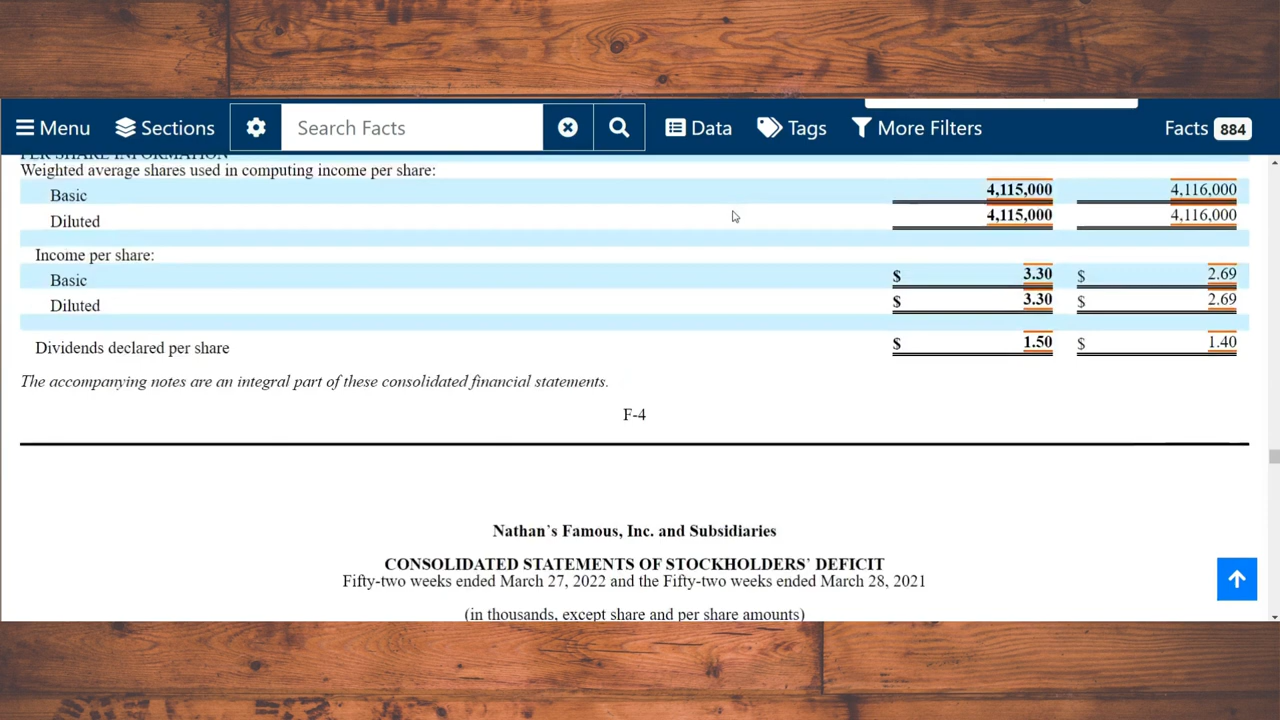 Menu Sections Search Facts Data Tags More Filters Facts 884
PER SHARE INFORMATION
Weighted average shares used in computing income per share:
Basic 4,115,000 4,116,000
Diluted 4,115,000 4,116,000
Income per share:
Basic $ 3.30 $ 2.69
Diluted $ 3.30 $ 2.69
Dividends declared per share $ 1.50 $ 1.40
The accompanying notes are an integral part of these consolidated financial statements.
F-4
Nathan's Famous, Inc. and Subsidiaries
CONSOLIDATED STATEMENTS OF STOCKHOLDERS' DEFICIT
Fifty-two weeks ended March 27, 2022 and the Fifty-two weeks ended March 28, 2021
(in thousands, except share and per share amounts)